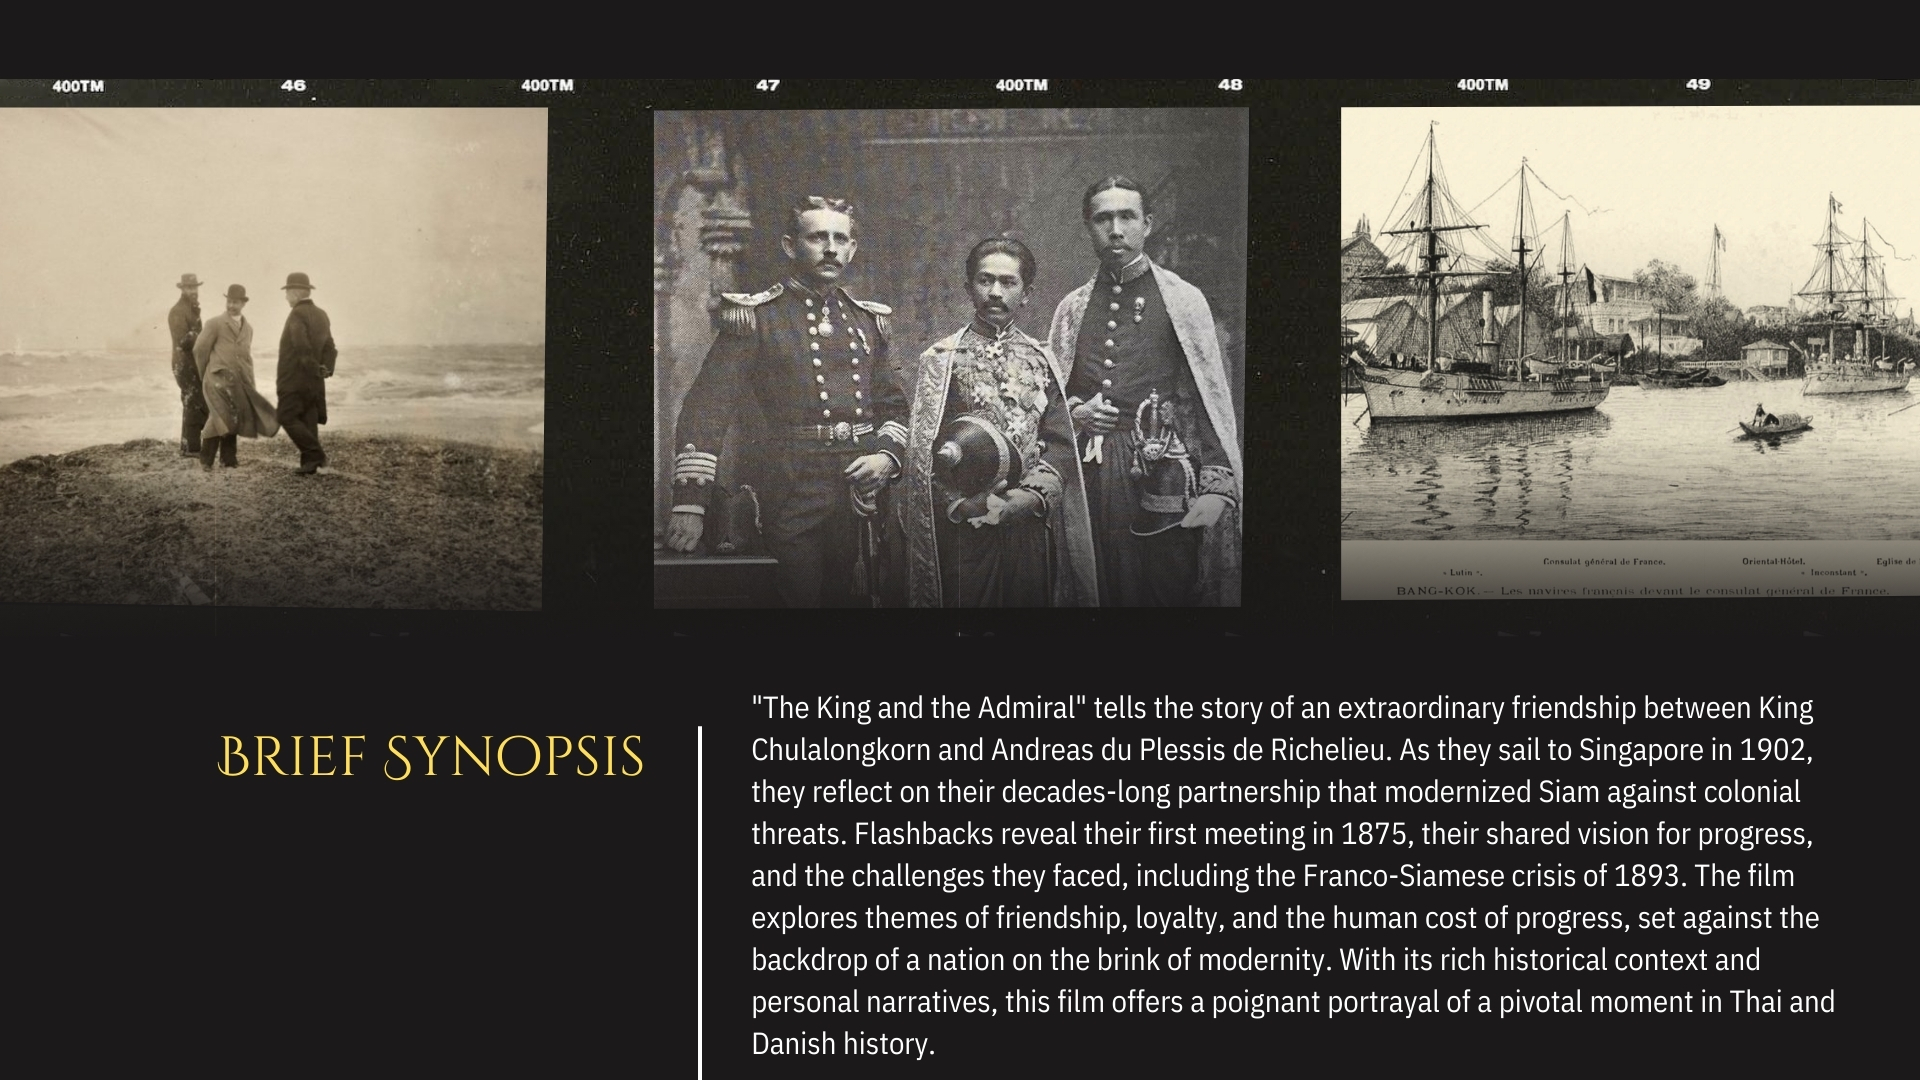 400TM 46 400TM 47 400TM 48 400TM 49
Consulat général de France. Oriental-Hôtel. Eglise de
« Lutin », « Inconstant »,
BANG-KOK. — Les navires français devant le consulat général de France.
BRIEF SYNOPSIS
"The King and the Admiral" tells the story of an extraordinary friendship between King
Chulalongkorn and Andreas du Plessis de Richelieu. As they sail to Singapore in 1902,
they reflect on their decades-long partnership that modernized Siam against colonial
threats. Flashbacks reveal their first meeting in 1875, their shared vision for progress,
and the challenges they faced, including the Franco-Siamese crisis of 1893. The film
explores themes of friendship, loyalty, and the human cost of progress, set against the
backdrop of a nation on the brink of modernity. With its rich historical context and
personal narratives, this film offers a poignant portrayal of a pivotal moment in Thai and
Danish history.